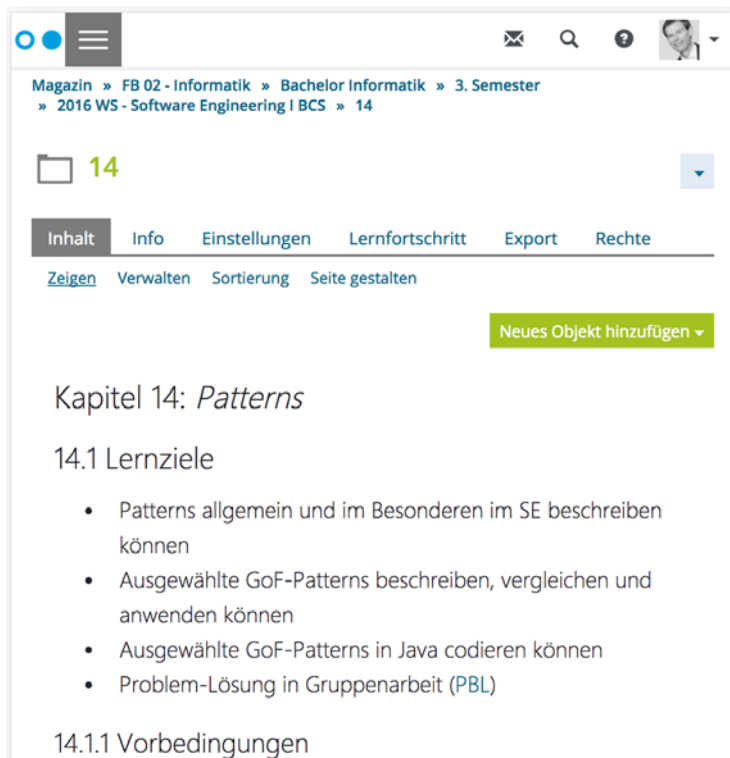 Magazin » FB 02 - Informatik » Bachelor Informatik » 3. Semester
» 2016 WS - Software Engineering I BCS » 14
14
Inhalt Info Einstellungen Lernfortschritt Export Rechte
Zeigen Verwalten Sortierung Seite gestalten
Neues Objekt hinzufügen
Kapitel 14: Patterns
14.1 Lernziele
• Patterns allgemein und im Besonderen im SE beschreiben
können
• Ausgewählte GoF-Patterns beschreiben, vergleichen und
anwenden können
• Ausgewählte GoF-Patterns in Java codieren können
• Problem-Lösung in Gruppenarbeit (PBL)
14.1.1 Vorbedingungen